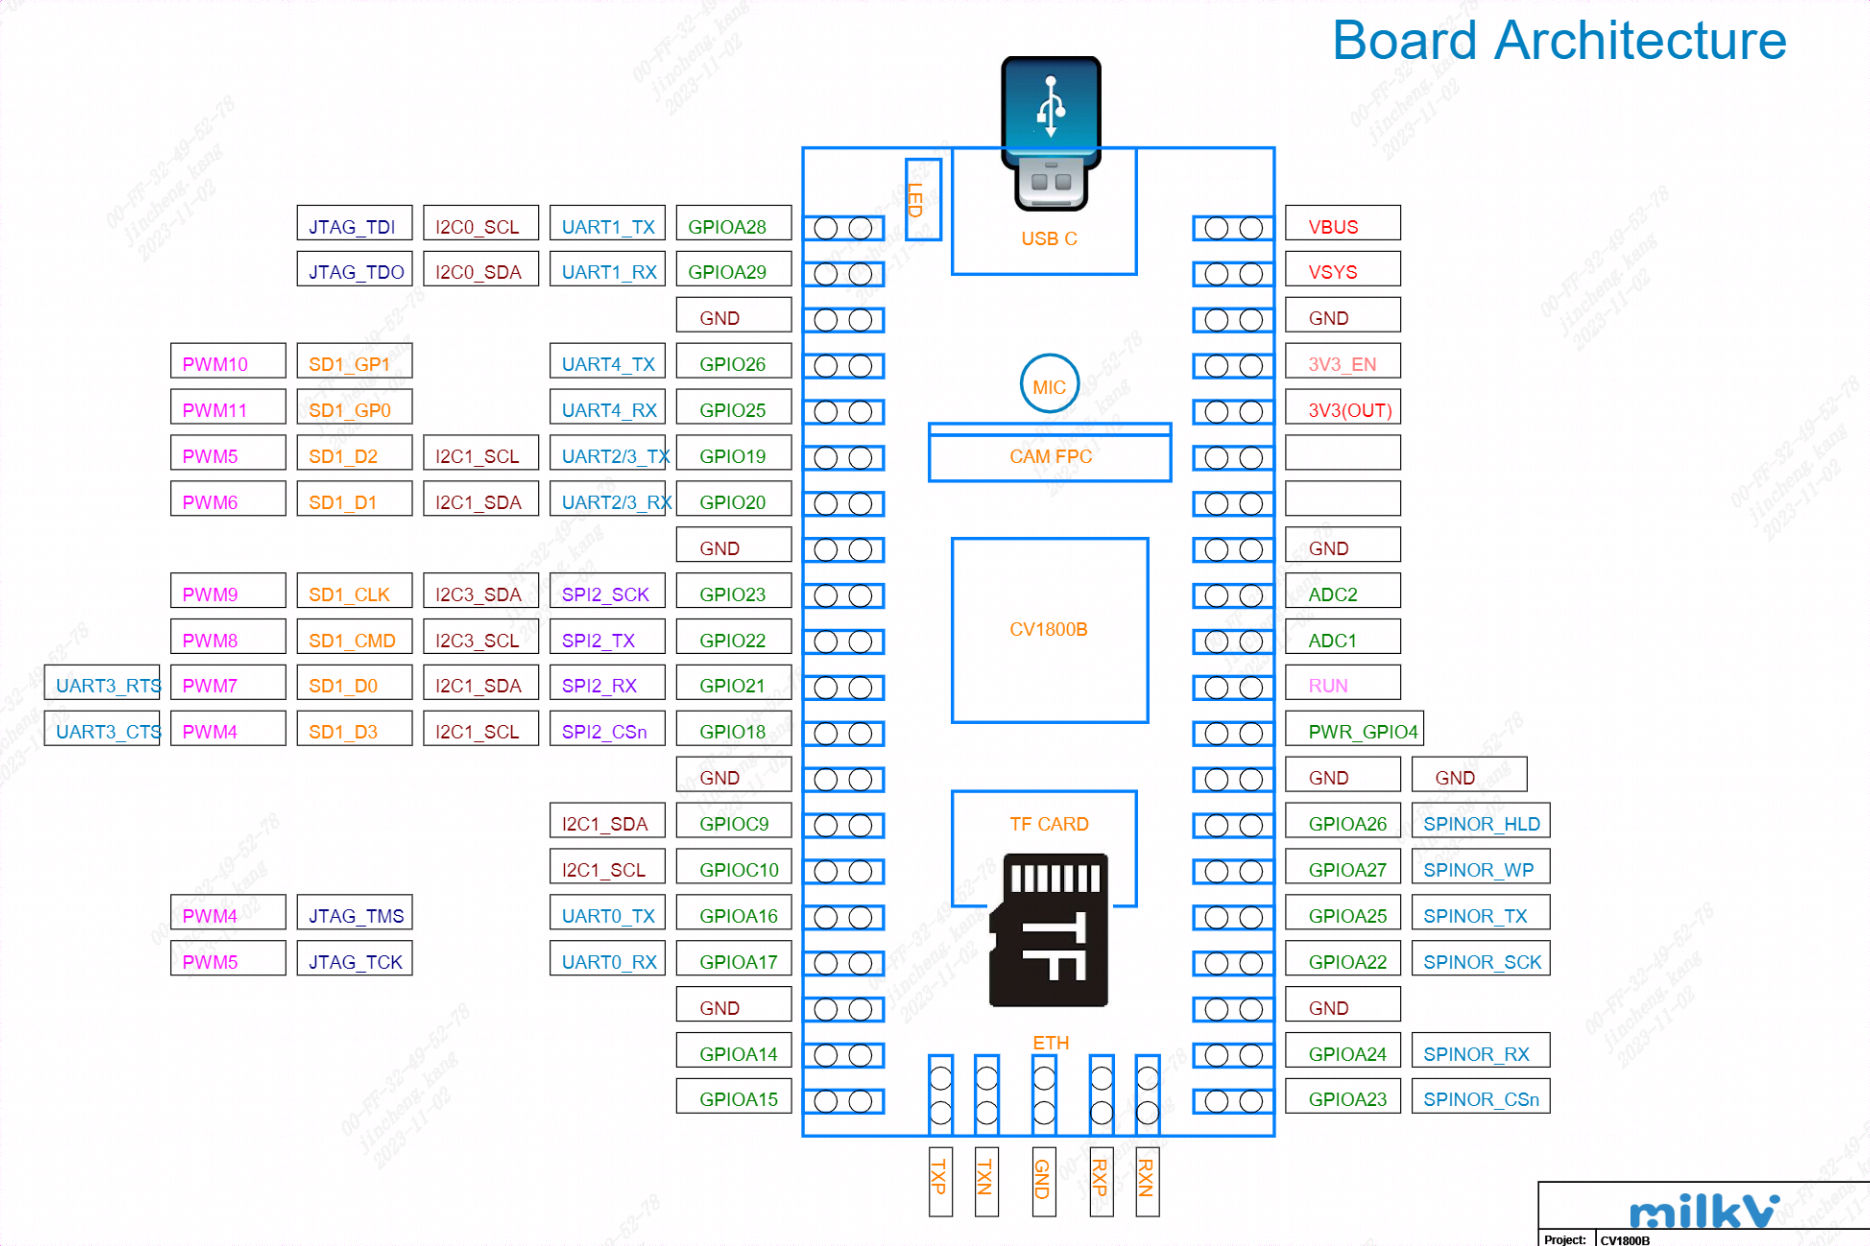 Board Architecture
LED
USB C
JTAG_TDI I2C0_SCL UART1_TX GPIOA28 VBUS
JTAG_TDO I2C0_SDA UART1_RX GPIOA29 VSYS
GND GND
PWM10 SD1_GP1 UART4_TX GPIO26 3V3_EN
MIC
PWM11 SD1_GP0 UART4_RX GPIO25 3V3(OUT)
PWM5 SD1_D2 I2C1_SCL UART2/3_TX GPIO19 CAM FPC
PWM6 SD1_D1 I2C1_SDA UART2/3_RX GPIO20
GND GND
PWM9 SD1_CLK I2C3_SDA SPI2_SCK GPIO23 ADC2
CV1800B
PWM8 SD1_CMD I2C3_SCL SPI2_TX GPIO22 ADC1
UART3_RTS PWM7 SD1_D0 I2C1_SDA SPI2_RX GPIO21 RUN
UART3_CTS PWM4 SD1_D3 I2C1_SCL SPI2_CSn GPIO18 PWR_GPIO4
GND GND GND
I2C1_SDA GPIOC9 TF CARD GPIOA26 SPINOR_HLD
I2C1_SCL GPIOC10 GPIOA27 SPINOR_WP
PWM4 JTAG_TMS UART0_TX GPIOA16 GPIOA25 SPINOR_TX
TF
PWM5 JTAG_TCK UART0_RX GPIOA17 GPIOA22 SPINOR_SCK
GND GND
ETH
GPIOA14 GPIOA24 SPINOR_RX
GPIOA15 GPIOA23 SPINOR_CSn
TXP TXN GND RXP RXN
milkV
Project: CV1800B
00-FF-32-49-52-78
jincheng.kang
2023-11-02